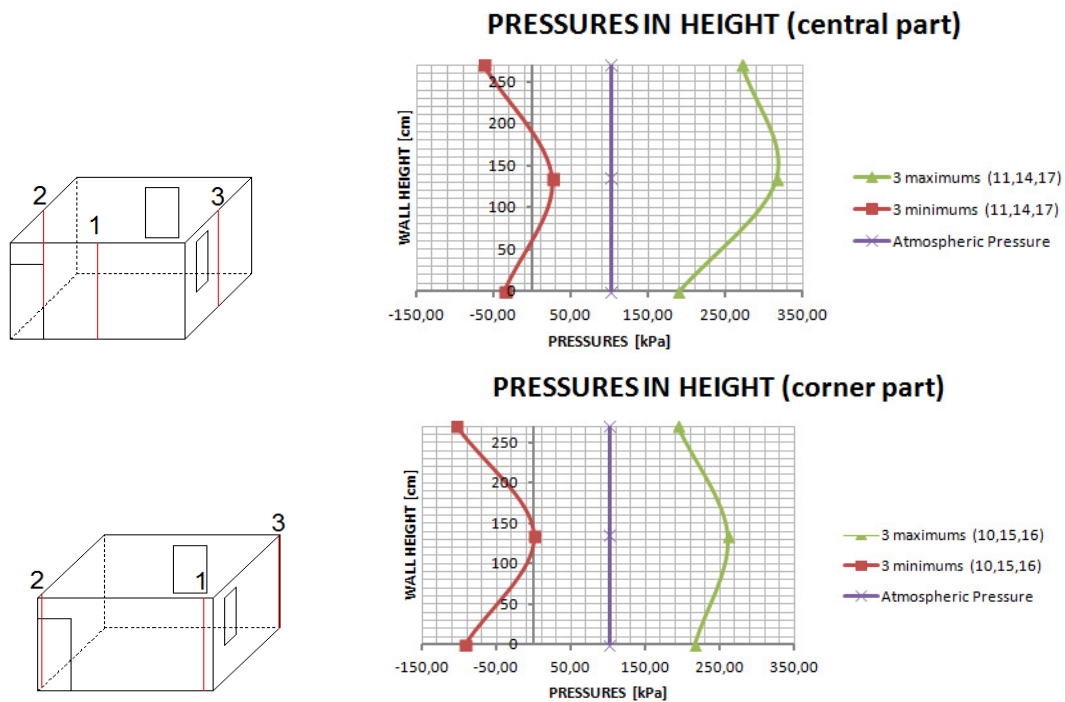 PRESSURES IN HEIGHT (central part)
250
200
150
100
50
0
WALL HEIGHT [cm]
-150,00 -50,00 50,00 150,00 250,00 350,00
PRESSURES [kPa]
3 maximums (11,14,17)
3 minimums (11,14,17)
Atmospheric Pressure
2
1
3
PRESSURES IN HEIGHT (corner part)
250
200
150
100
50
0
WALL HEIGHT [cm]
-150,00 -50,00 50,00 150,00 250,00 350,00
PRESSURES [kPa]
3 maximums (10,15,16)
3 minimums (10,15,16)
Atmospheric Pressure
3
2
1